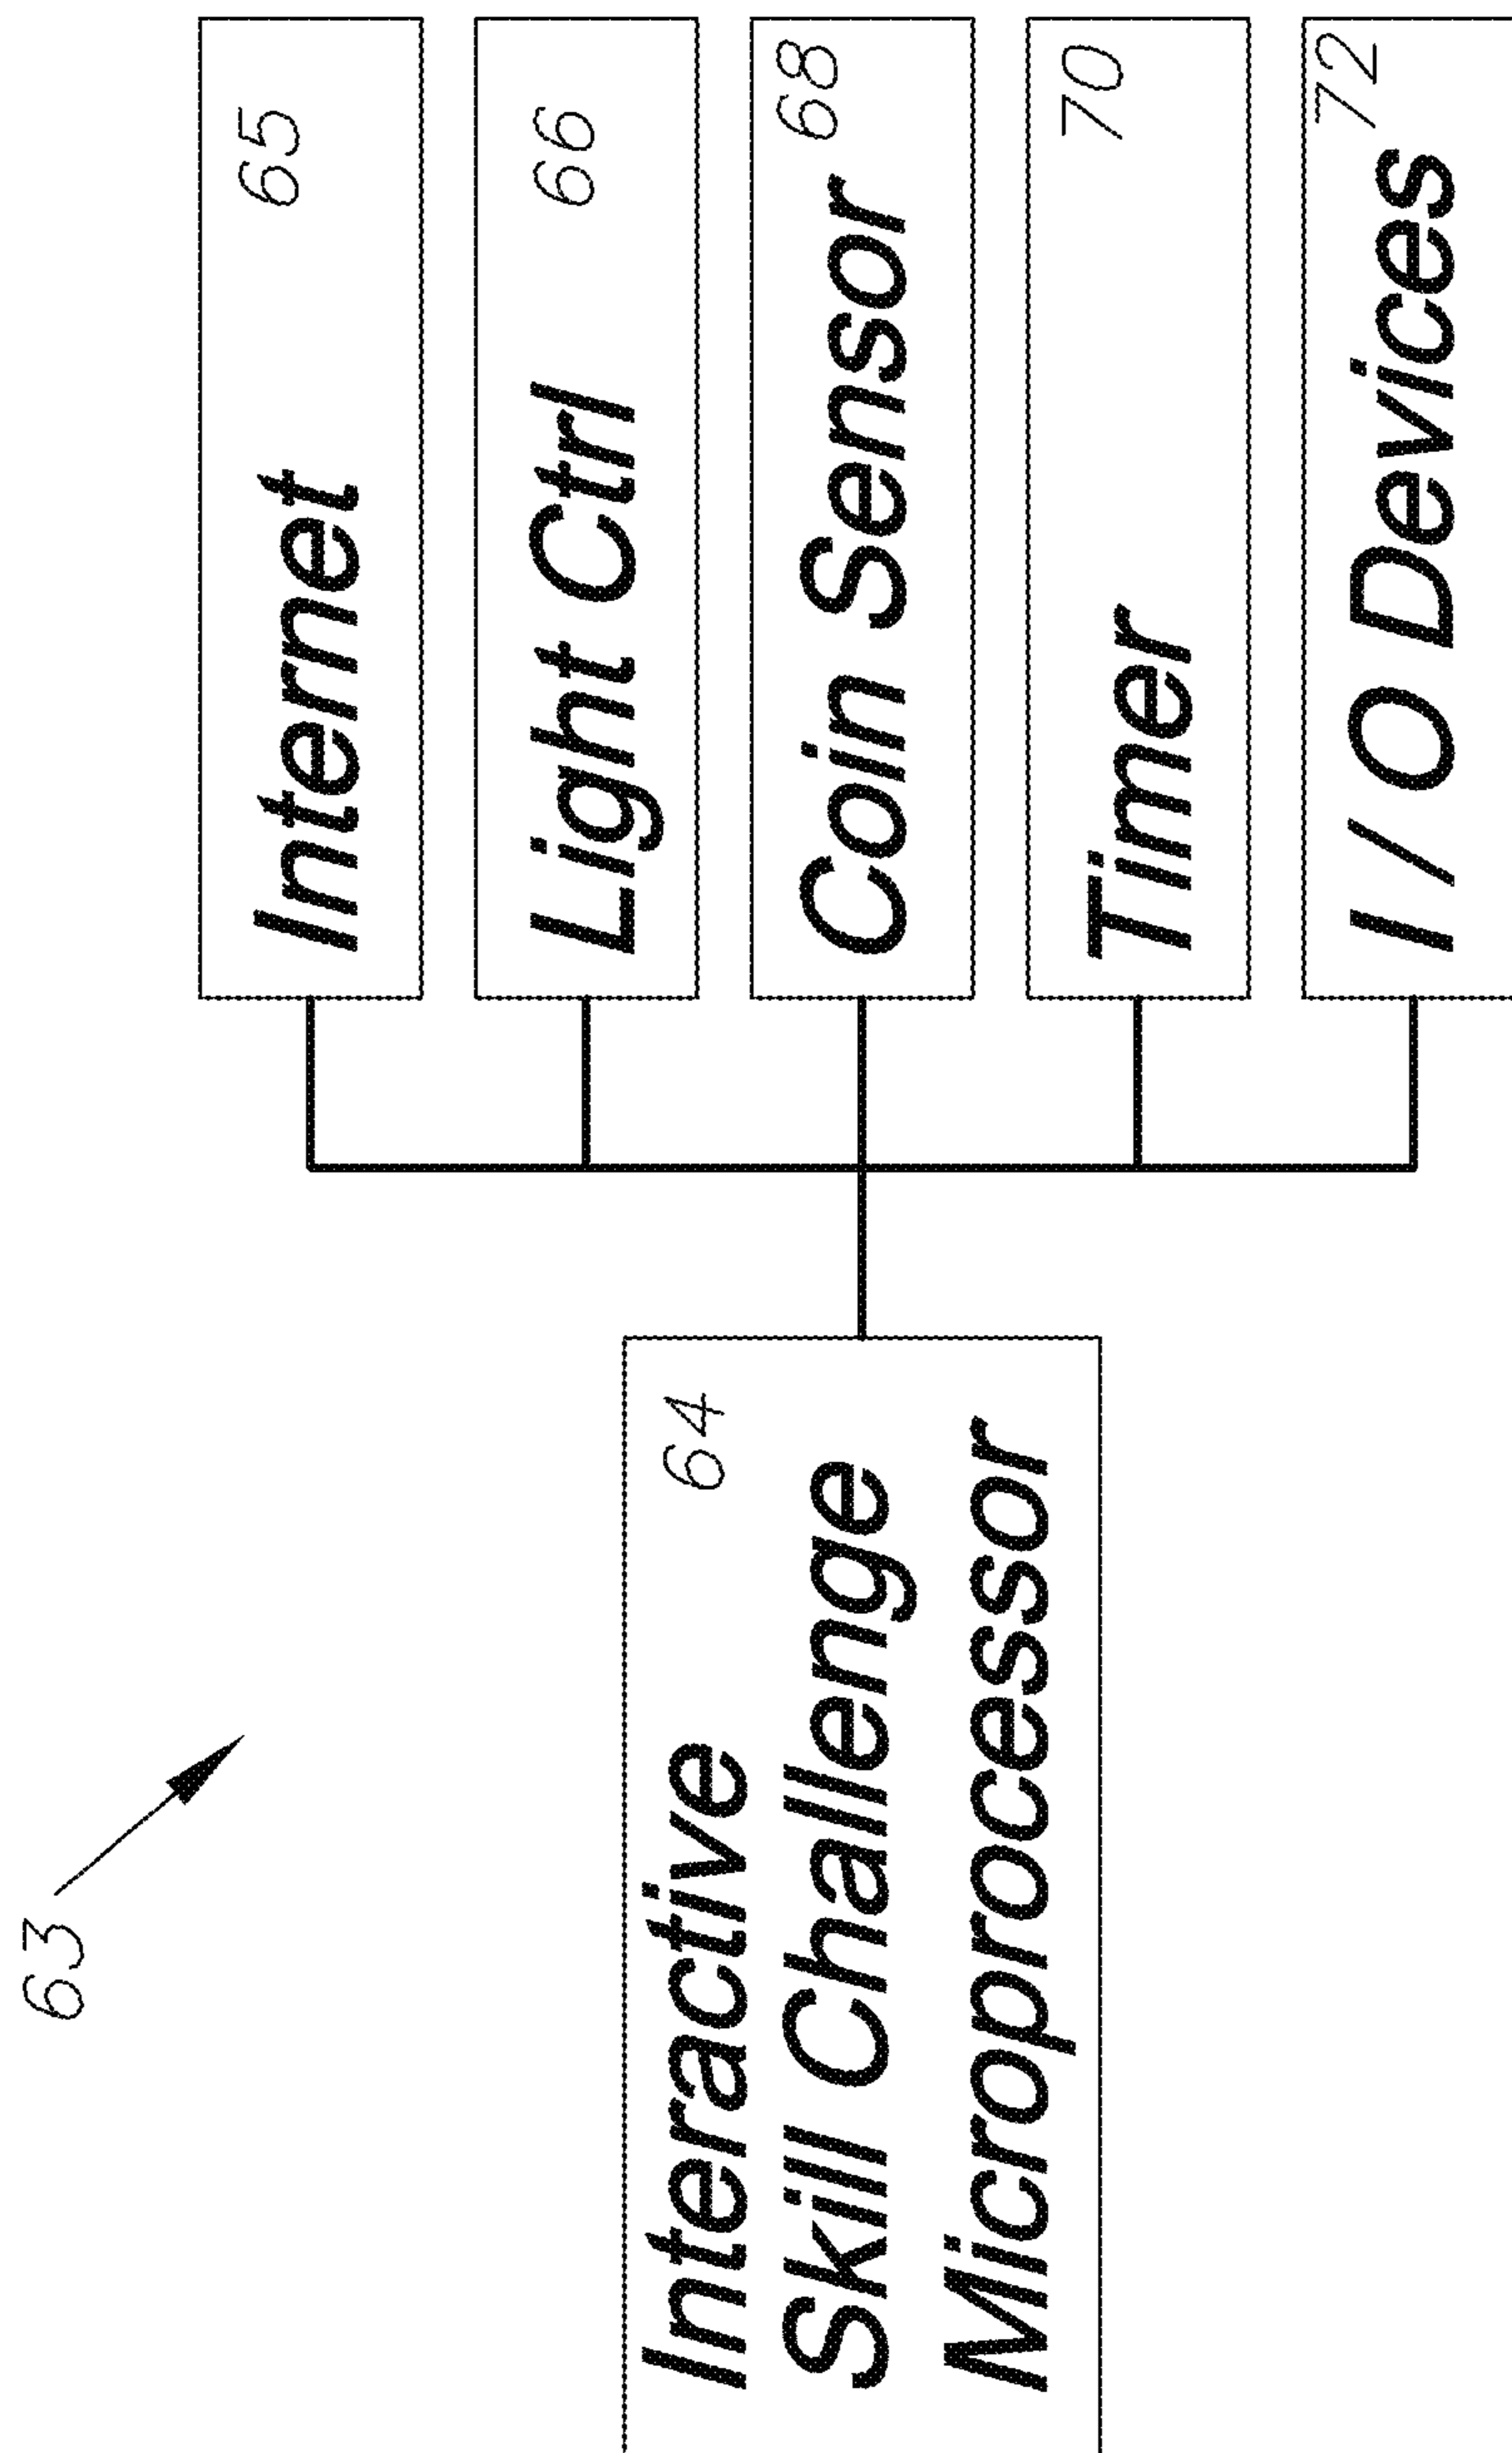 63
Interactive 64
Skill Challenge
Microprocessor
Internet 65
Light Ctrl 66
Coin Sensor 68
Timer 70
I / O Devices 72